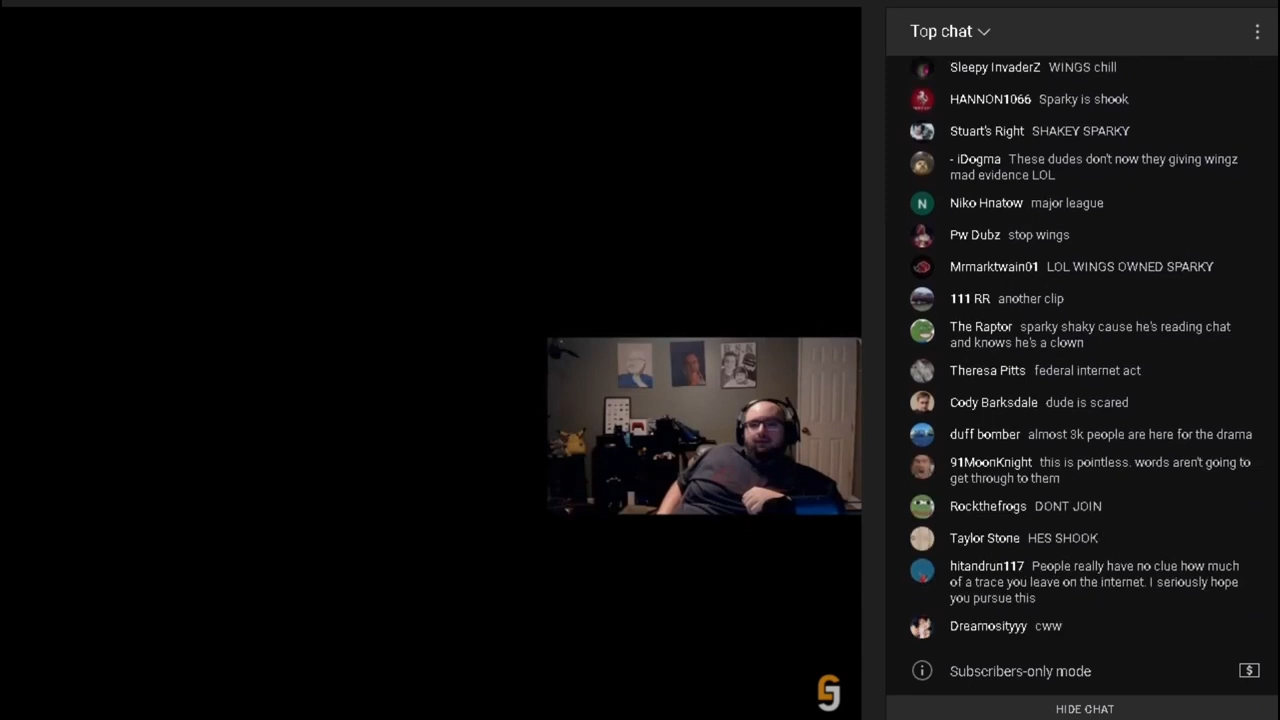 Top chat
Sleepy InvaderZ WINGS chill
HANNON1066 Sparky is shook
Stuart's Right SHAKEY SPARKY
- iDogma These dudes don't now they giving wingz
mad evidence LOL
N Niko Hnatow major league
Pw Dubz stop wings
Mrmarktwain01 LOL WINGS OWNED SPARKY
111 RR another clip
The Raptor sparky shaky cause he's reading chat
and knows he's a clown
Theresa Pitts federal internet act
Cody Barksdale dude is scared
duff bomber almost 3k people are here for the drama
91MoonKnight this is pointless. words aren't going to
get through to them
Rockthefrogs DONT JOIN
Taylor Stone HES SHOOK
hitandrun117 People really have no clue how much
of a trace you leave on the internet. I seriously hope
you pursue this
Dreamosityyy cww
Subscribers-only mode
$
HIDE CHAT